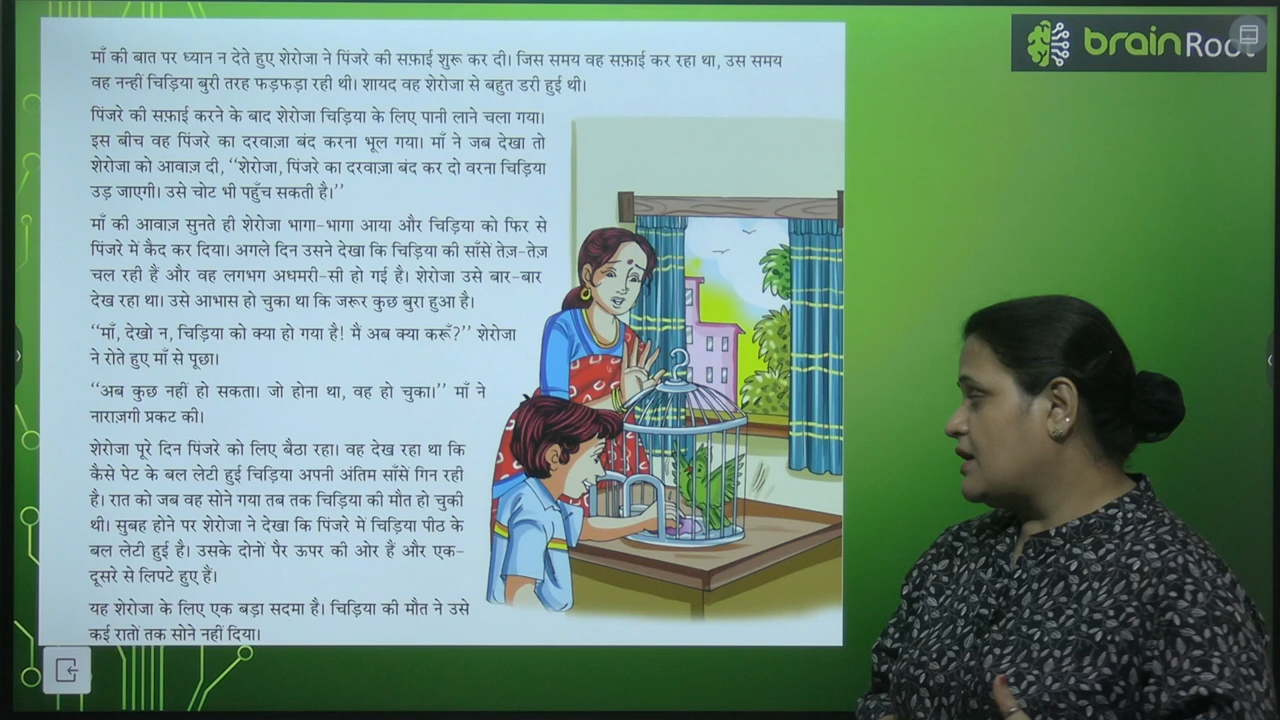 brain Root
माँ की बात पर ध्यान न देते हुए शेरोजा ने पिंजरे की सफ़ाई शुरू कर दी। जिस समय वह सफ़ाई कर रहा था, उस समय
वह नन्हीं चिड़िया बुरी तरह फड़फड़ा रही थी। शायद वह शेरोजा से बहुत डरी हुई थी।
पिंजरे की सफ़ाई करने के बाद शेरोजा चिड़िया के लिए पानी लाने चला गया।
इस बीच वह पिंजरे का दरवाज़ा बंद करना भूल गया। माँ ने जब देखा तो
शेरोजा को आवाज़ दी, ‘‘शेरोजा, पिंजरे का दरवाज़ा बंद कर दो वरना चिड़िया
उड़ जाएगी। उसे चोट भी पहुँच सकती है।’’
माँ की आवाज़ सुनते ही शेरोजा भागा-भागा आया और चिड़िया को फिर से
पिंजरे में कैद कर दिया। अगले दिन उसने देखा कि चिड़िया की साँसें तेज़-तेज़
चल रही हैं और वह लगभग अधमरी-सी हो गई है। शेरोजा उसे बार-बार
देख रहा था। उसे आभास हो चुका था कि जरूर कुछ बुरा हुआ है।
‘‘माँ, देखो न, चिड़िया को क्या हो गया है! मैं अब क्या करूँ?’’ शेरोजा
ने रोते हुए माँ से पूछा।
‘‘अब कुछ नहीं हो सकता। जो होना था, वह हो चुका।’’ माँ ने
नाराज़गी प्रकट की।
शेरोजा पूरे दिन पिंजरे को लिए बैठा रहा। वह देख रहा था कि
कैसे पेट के बल लेटी हुई चिड़िया अपनी अंतिम साँसें गिन रही
है। रात को जब वह सोने गया तब तक चिड़िया की मौत हो चुकी
थी। सुबह होने पर शेरोजा ने देखा कि पिंजरे में चिड़िया पीठ के
बल लेटी हुई है। उसके दोनों पैर ऊपर की ओर हैं और एक-
दूसरे से लिपटे हुए हैं।
यह शेरोजा के लिए एक बड़ा सदमा है। चिड़िया की मौत ने उसे
कई रातों तक सोने नहीं दिया।